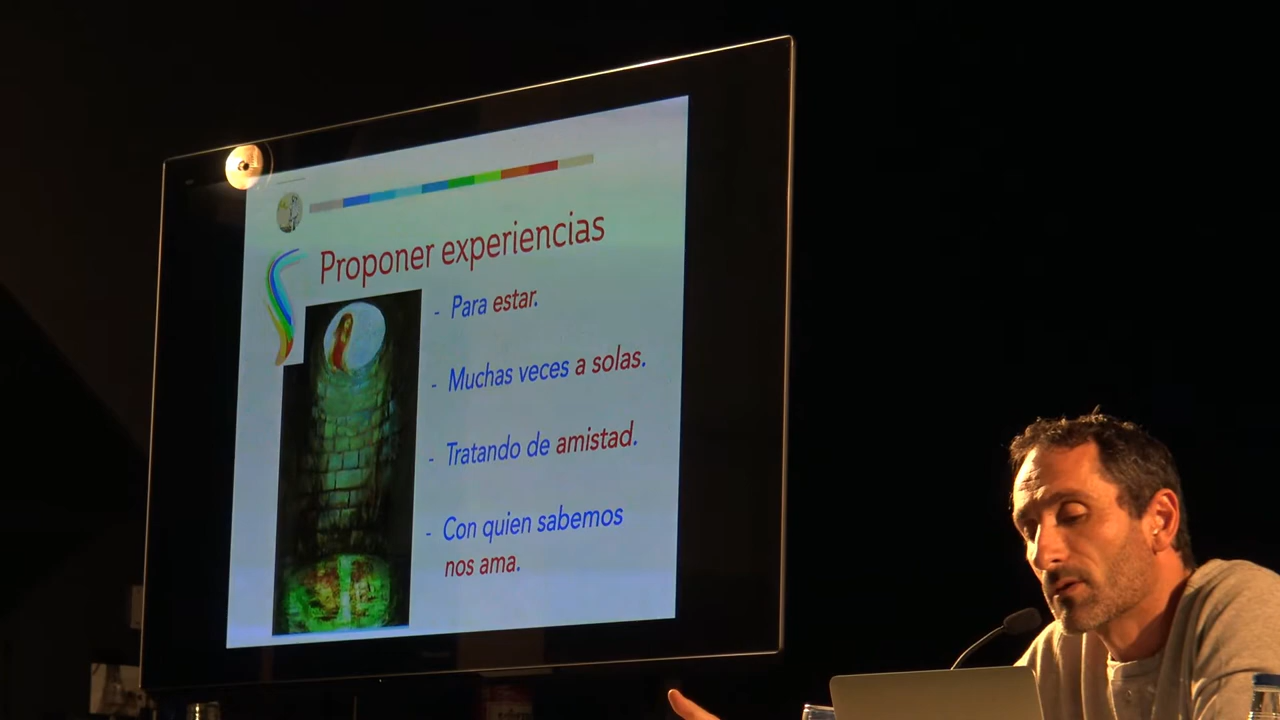 Proponer experiencias
- Para estar.
- Muchas veces a solas.
- Tratando de amistad.
- Con quien sabemos
nos ama.